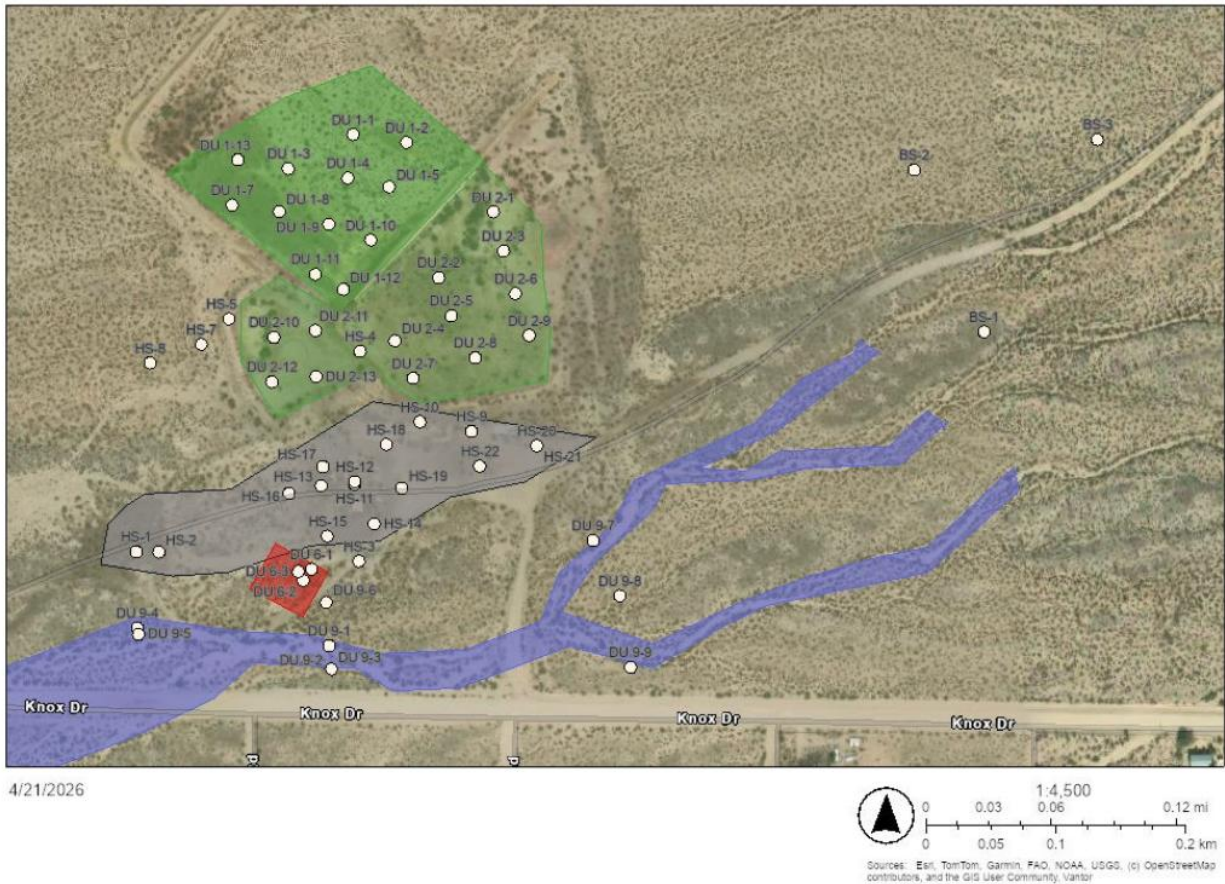 DU 1-1
DU 1-2
DU 1-13
DU 1-3
DU 1-4
DU 1-5
DU 1-7
DU 1-8
DU 1-9
DU 1-10
DU 1-11
DU 1-12
BS-3
BS-2
BS-1
DU 2-1
DU 2-3
DU 2-2
DU 2-6
DU 2-5
DU 2-9
DU 2-4
DU 2-8
DU 2-7
HS-5
HS-7
DU 2-10
DU 2-11
HS-4
DU 2-12
DU 2-13
HS-10
HS-9
HS-18
HS-20
HS-21
HS-22
HS-17
HS-12
HS-13
HS-19
HS-16
HS-11
HS-15
HS-14
HS-1
HS-2
HS-3
DU 6-1
DU 6-3
DU 6-2
DU 9-6
DU 9-7
DU 9-8
DU 9-4
DU 9-5
DU 9-1
DU 9-2
DU 9-3
DU 9-9
Knox Dr
Knox Dr
Knox Dr
Knox Dr
4/21/2026
1:4,500
0 0.03 0.06 0.12 mi
0 0.05 0.1 0.2 km
Sources: Esri, TomTom, Garmin, FAO, NOAA, USGS, (c) OpenStreetMap
contributors, and the GIS User Community, Vantor